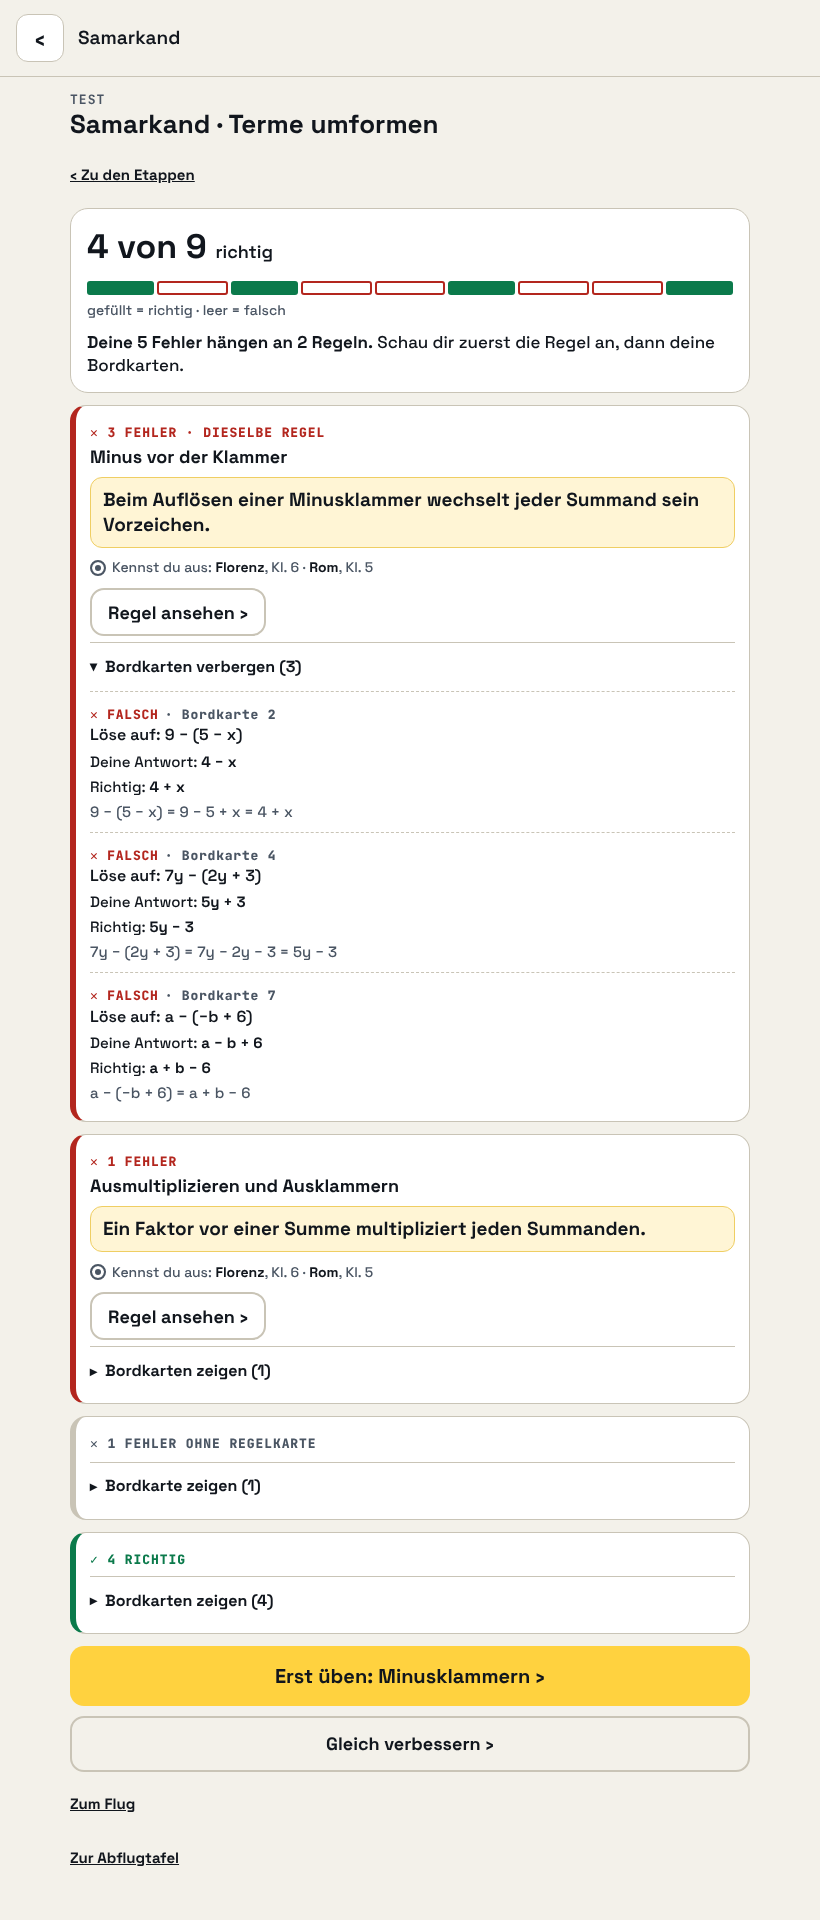 <
Samarkand
TEST
Samarkand · Terme umformen
< Zu den Etappen
4 von 9 richtig
gefüllt = richtig · leer = falsch
Deine 5 Fehler hängen an 2 Regeln. Schau dir zuerst die Regel an, dann deine
Bordkarten.
× 3 FEHLER · DIESELBE REGEL
Minus vor der Klammer
Beim Auflösen einer Minusklammer wechselt jeder Summand sein
Vorzeichen.
Kennst du aus: Florenz, Kl. 6 · Rom, Kl. 5
Regel ansehen >
▾ Bordkarten verbergen (3)
× FALSCH · Bordkarte 2
Löse auf: 9 − (5 − x)
Deine Antwort: 4 − x
Richtig: 4 + x
9 − (5 − x) = 9 − 5 + x = 4 + x
× FALSCH · Bordkarte 4
Löse auf: 7y − (2y + 3)
Deine Antwort: 5y + 3
Richtig: 5y − 3
7y − (2y + 3) = 7y − 2y − 3 = 5y − 3
× FALSCH · Bordkarte 7
Löse auf: a − (−b + 6)
Deine Antwort: a − b + 6
Richtig: a + b − 6
a − (−b + 6) = a + b − 6
× 1 FEHLER
Ausmultiplizieren und Ausklammern
Ein Faktor vor einer Summe multipliziert jeden Summanden.
Kennst du aus: Florenz, Kl. 6 · Rom, Kl. 5
Regel ansehen >
▸ Bordkarten zeigen (1)
× 1 FEHLER OHNE REGELKARTE
▸ Bordkarte zeigen (1)
✓ 4 RICHTIG
▸ Bordkarten zeigen (4)
Erst üben: Minusklammern >
Gleich verbessern >
Zum Flug
Zur Abflugtafel